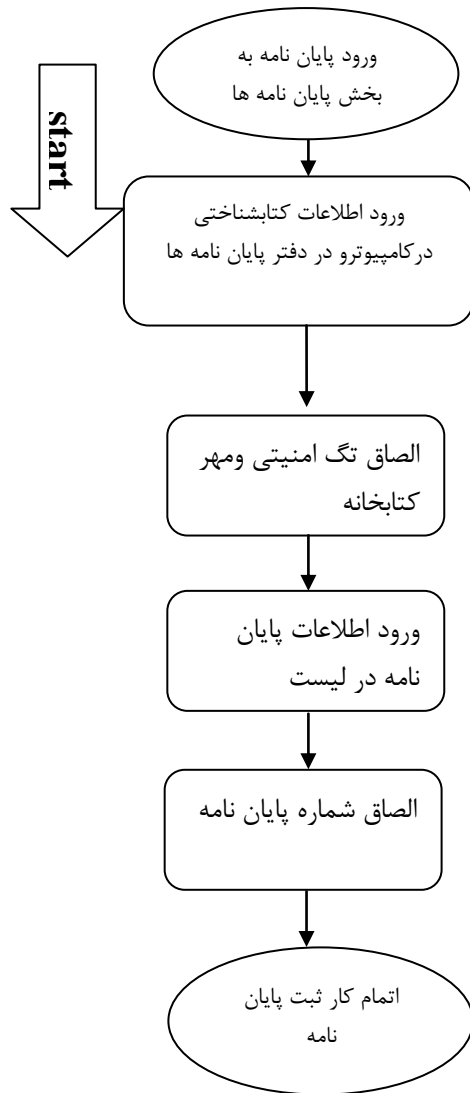 ورود پایان نامه به
بخش پایان نامه ها
start
ورود اطلاعات کتابشناختی
درکامپیوترو در دفتر پایان نامه ها
الصاق تگ امنیتی ومهر
کتابخانه
ورود اطلاعات پایان
نامه در لیست
الصاق شماره پایان نامه
اتمام کار ثبت پایان
نامه